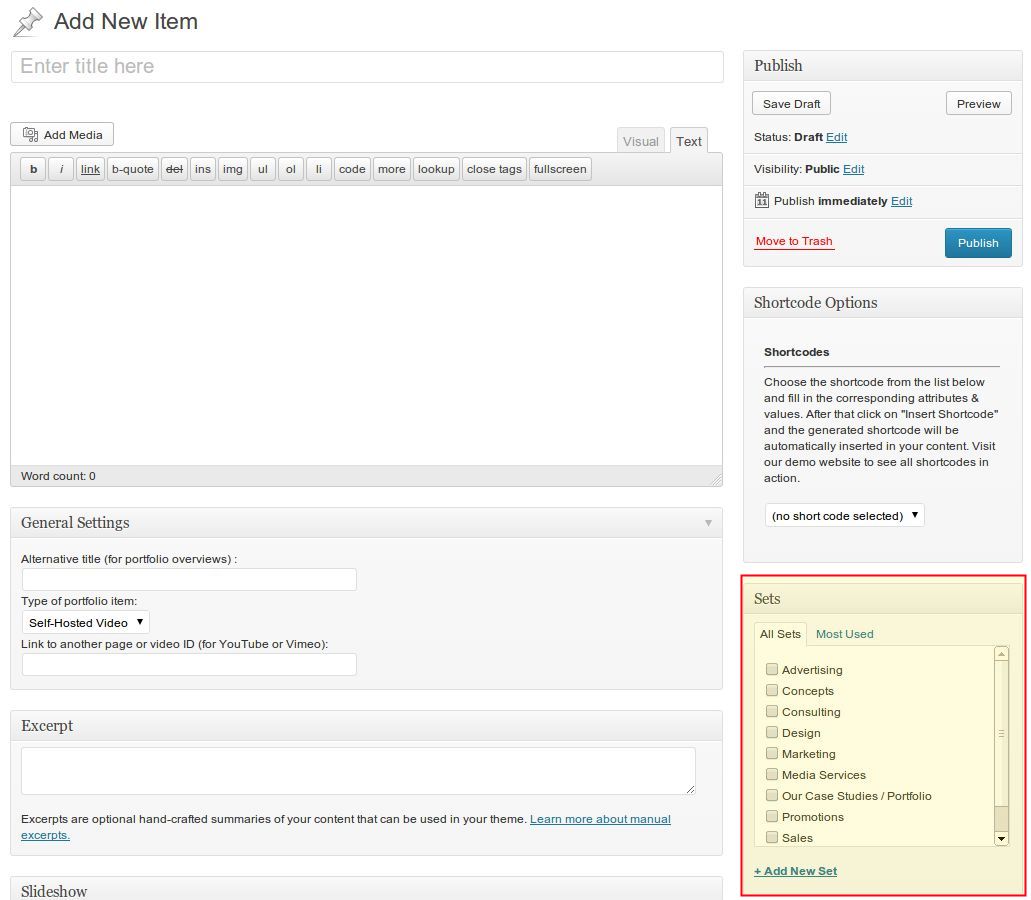 Add New Item
Enter title here
Add Media
Visual Text
b i link b-quote del ins img ul ol li code more lookup close tags fullscreen
Word count: 0
General Settings
Alternative title (for portfolio overviews) :
Type of portfolio item:
Self-Hosted Video
Link to another page or video ID (for YouTube or Vimeo):
Excerpt
Excerpts are optional hand-crafted summaries of your content that can be used in your theme. Learn more about manual
excerpts.
Slideshow
Publish
Save Draft Preview
Status: Draft Edit
Visibility: Public Edit
11 Publish immediately Edit
Move to Trash Publish
Shortcode Options
Shortcodes
Choose the shortcode from the list below
and fill in the corresponding attributes &
values. After that click on "Insert Shortcode"
and the generated shortcode will be
automatically inserted in your content. Visit
our demo website to see all shortcodes in
action.
(no short code selected)
Sets
All Sets Most Used
Advertising
Concepts
Consulting
Design
Marketing
Media Services
Our Case Studies / Portfolio
Promotions
Sales
+ Add New Set